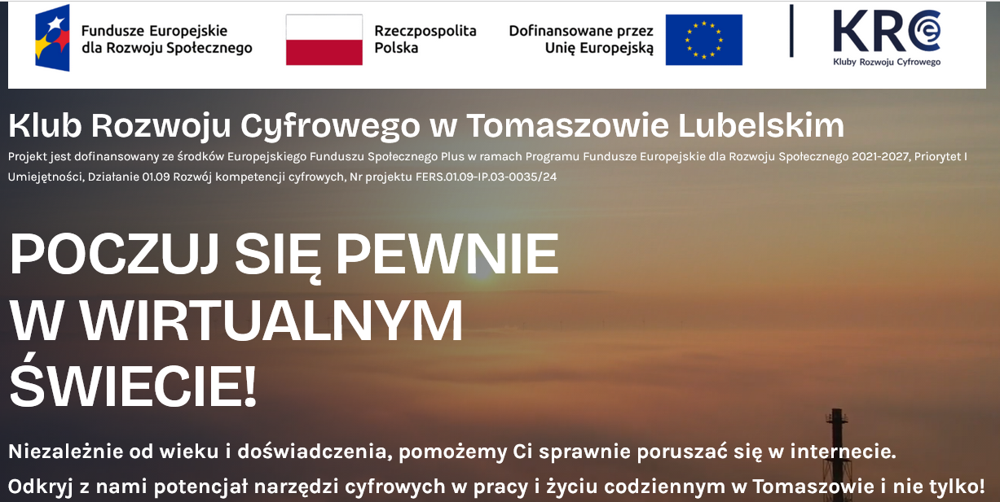 Fundusze Europejskie
dla Rozwoju Społecznego
Rzeczpospolita
Polska
Dofinansowane przez
Unię Europejską
KRC
Kluby Rozwoju Cyfrowego
Klub Rozwoju Cyfrowego w Tomaszowie Lubelskim
Projekt jest dofinansowany ze środków Europejskiego Funduszu Społecznego Plus w ramach Programu Fundusze Europejskie dla Rozwoju Społecznego 2021-2027, Priorytet I
Umiejętności, Działanie 01.09 Rozwój kompetencji cyfrowych, Nr projektu FERS.01.09-IP.03-0035/24
POCZUJ SIĘ PEWNIE
W WIRTUALNYM
ŚWIECIE!
Niezależnie od wieku i doświadczenia, pomożemy Ci sprawnie poruszać się w internecie.
Odkryj z nami potencjał narzędzi cyfrowych w pracy i życiu codziennym w Tomaszowie i nie tylko!